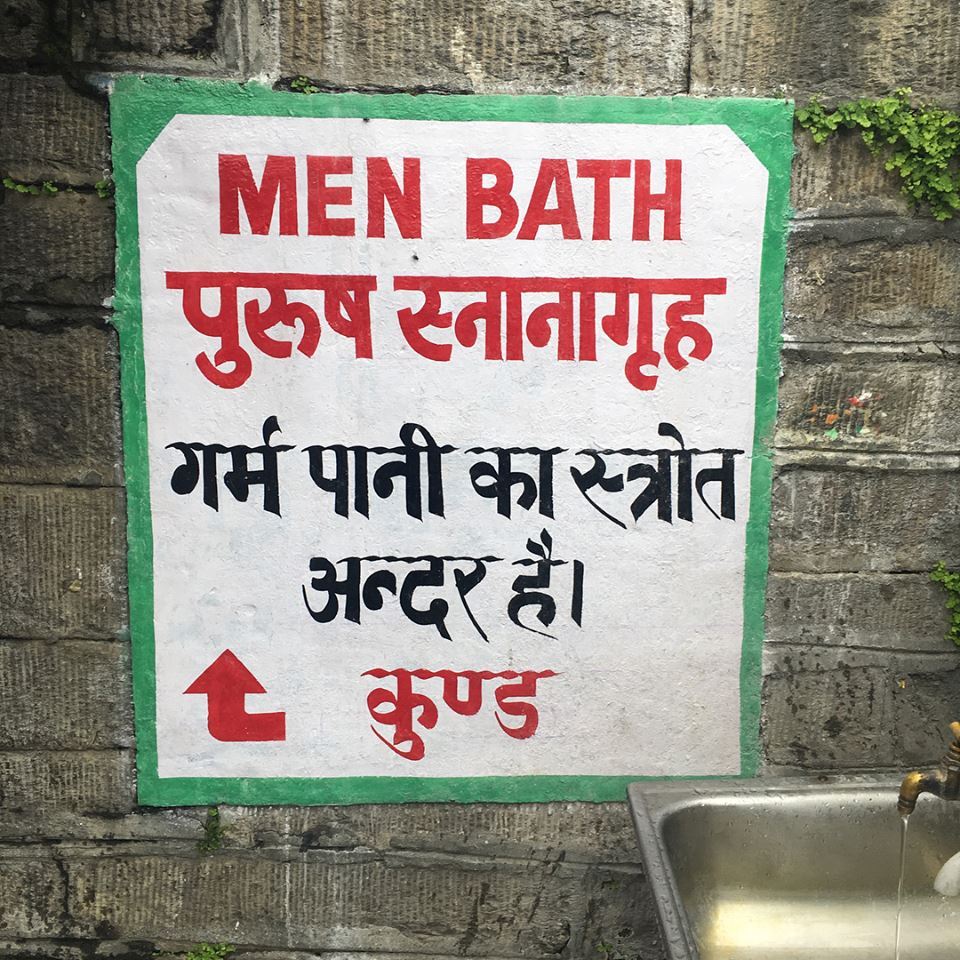 MEN BATH
पुरूष स्नानागृह
गर्म पानी का स्त्रोत
अन्दर है।
कुण्ड